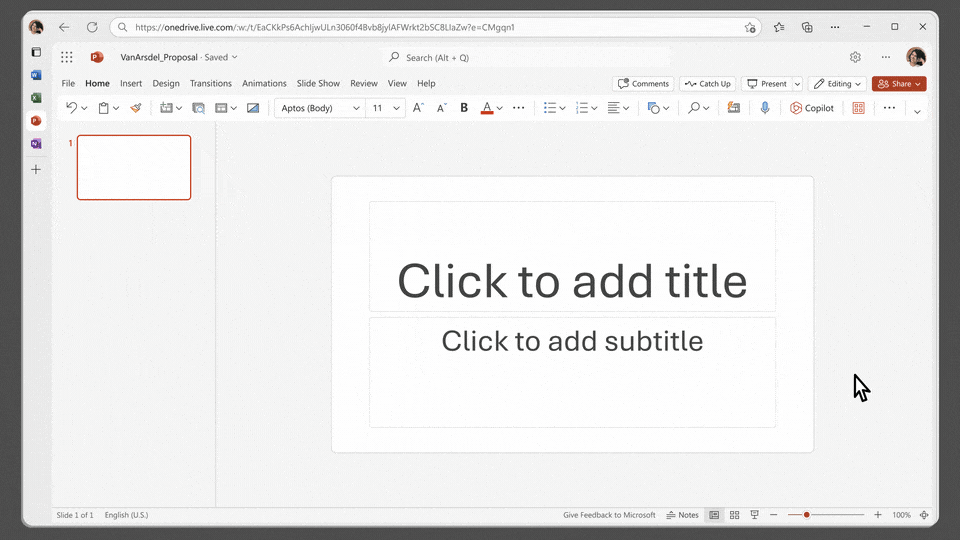 https://onedrive.live.com/:w:/t/EaCKkPs6AchIjwULn3060f4Bvb8jylAFWrkt2bSC8LIaZw?e=CMgqn1
VanArsdel_Proposal · Saved
Search (Alt + Q)
File Home Insert Design Transitions Animations Slide Show Review View Help
Comments Catch Up Present Editing Share
Aptos (Body) 11 A A B A Copilot
1
Click to add title
Click to add subtitle
Slide 1 of 1 English (U.S.) Give Feedback to Microsoft Notes 100%